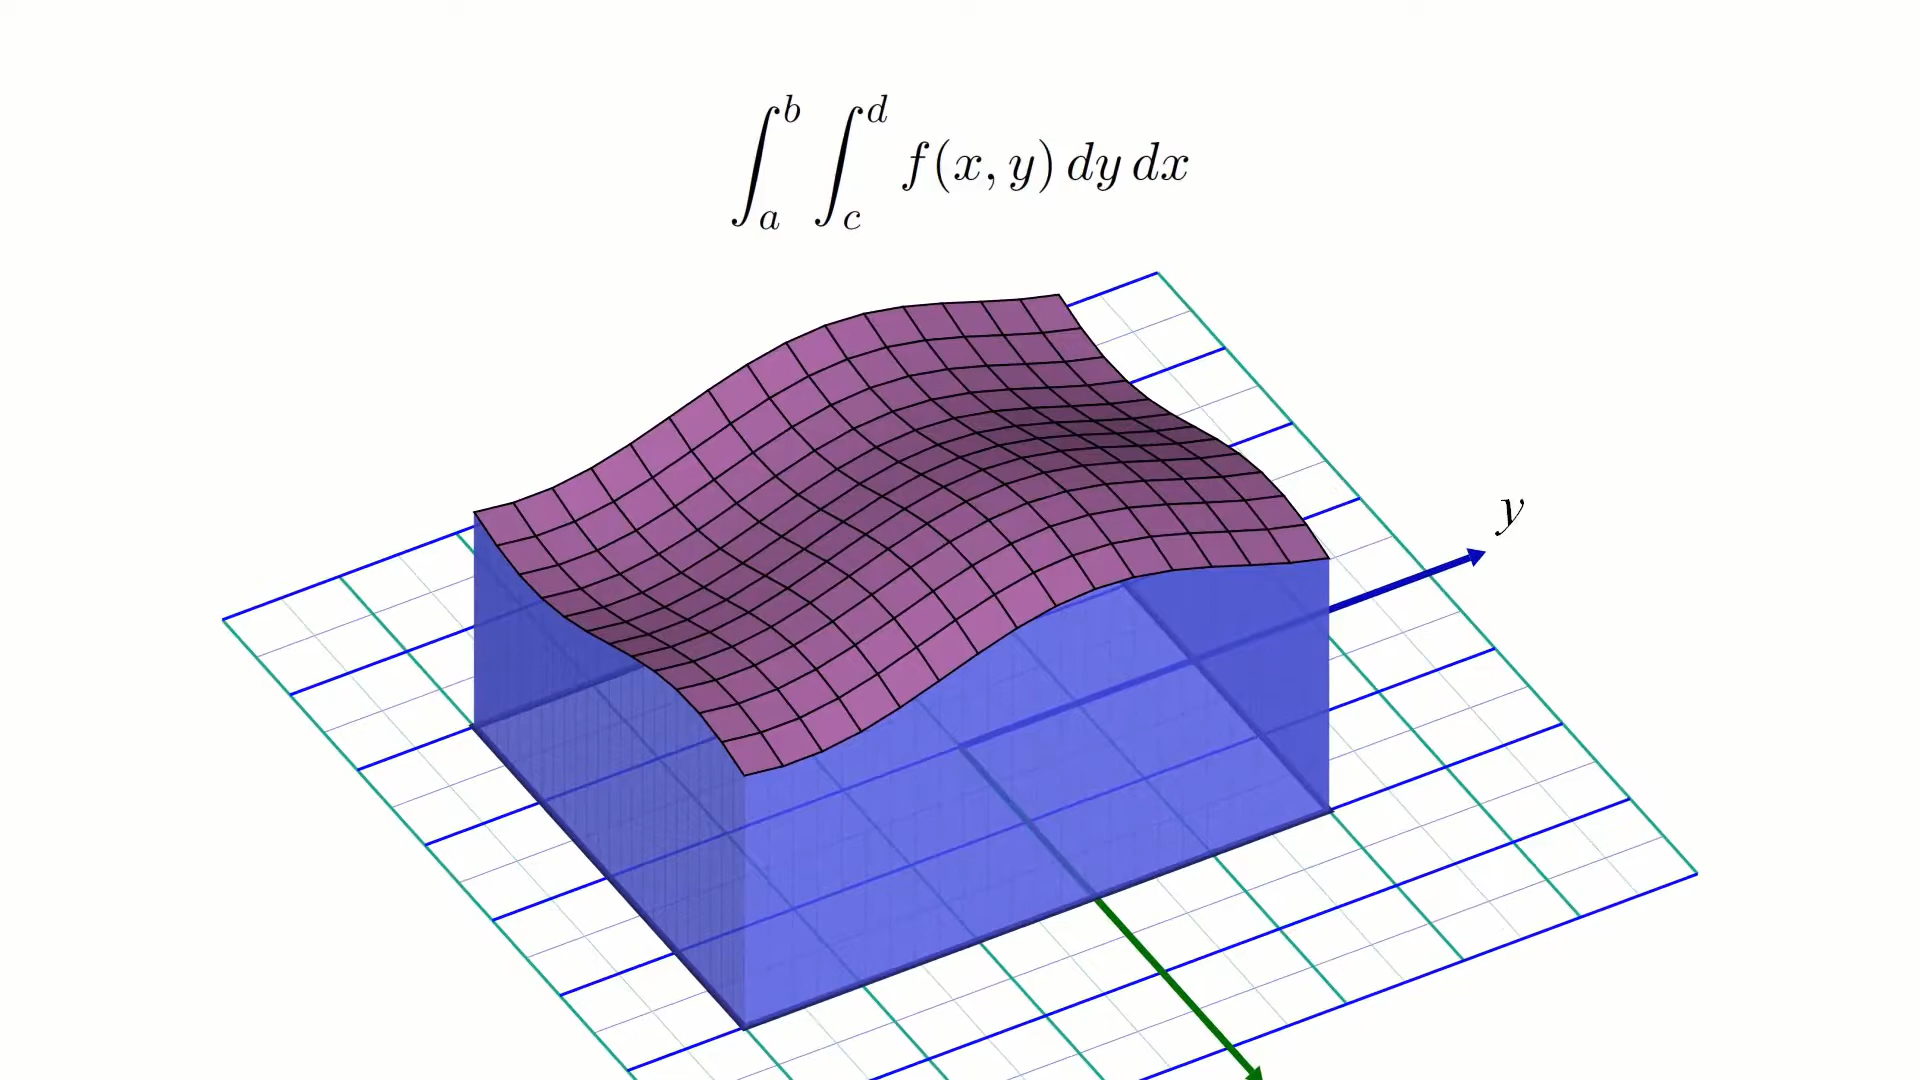 ∫_a^b ∫_c^d f(x, y) dy dx
y